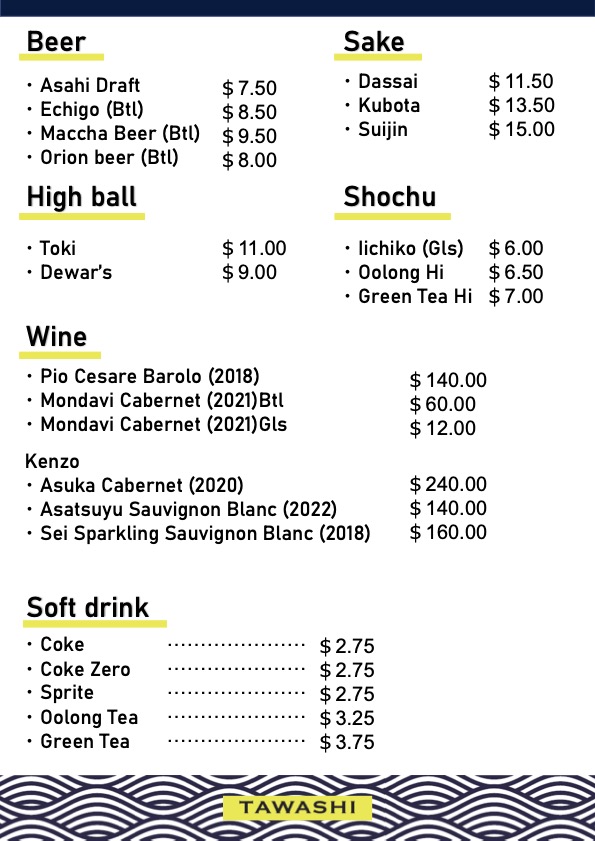 Beer
・ Asahi Draft $ 7.50
・ Echigo (Btl) $ 8.50
・ Maccha Beer (Btl) $ 9.50
・ Orion beer (Btl) $ 8.00
Sake
・ Dassai $ 11.50
・ Kubota $ 13.50
・ Suijin $ 15.00
High ball
・ Toki $ 11.00
・ Dewar's $ 9.00
Shochu
・ Iichiko (Gls) $ 6.00
・ Oolong Hi $ 6.50
・ Green Tea Hi $ 7.00
Wine
・ Pio Cesare Barolo (2018) $ 140.00
・ Mondavi Cabernet (2021)Btl $ 60.00
・ Mondavi Cabernet (2021)Gls $ 12.00
Kenzo
・ Asuka Cabernet (2020) $ 240.00
・ Asatsuyu Sauvignon Blanc (2022) $ 140.00
・ Sei Sparkling Sauvignon Blanc (2018) $ 160.00
Soft drink
・ Coke ····················· $ 2.75
・ Coke Zero ····················· $ 2.75
・ Sprite ····················· $ 2.75
・ Oolong Tea ····················· $ 3.25
・ Green Tea ····················· $ 3.75
TAWASHI